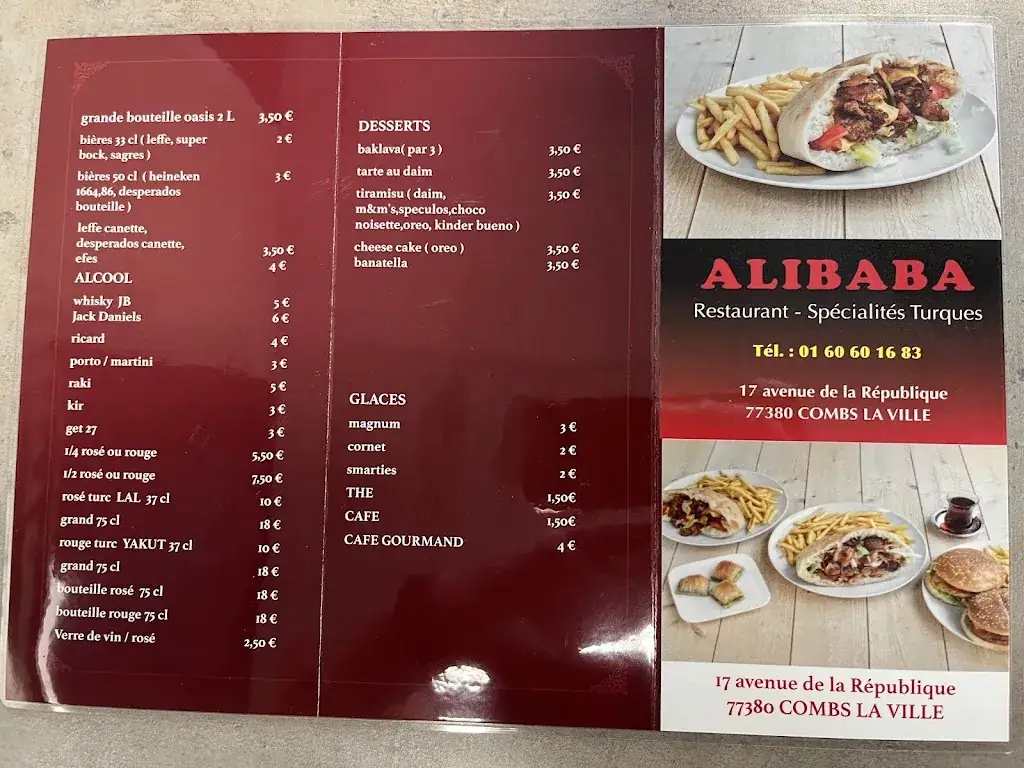 grande bouteille oasis 2 L 3,50 €
bières 33 cl ( leffe, super 2 €
bock, sagres )
bières 50 cl ( heineken 3 €
1664,86, desperados
bouteille )
leffe canette,
desperados canette, 3,50 €
efes 4 €
ALCOOL
whisky JB 5 €
Jack Daniels 6 €
ricard 4 €
porto / martini 3 €
raki 5 €
kir 3 €
get 27 3 €
1/4 rosé ou rouge 5,50 €
1/2 rosé ou rouge 7,50 €
rosé turc LAL 37 cl 10 €
grand 75 cl 18 €
rouge turc YAKUT 37 cl 10 €
grand 75 cl 18 €
bouteille rosé 75 cl 18 €
bouteille rouge 75 cl 18 €
Verre de vin / rosé 2,50 €
DESSERTS
baklava( par 3 ) 3,50 €
tarte au daim 3,50 €
tiramisu ( daim, 3,50 €
m&m's,speculos,choco
noisette,oreo, kinder bueno )
cheese cake ( oreo ) 3,50 €
banatella 3,50 €
GLACES
magnum 3 €
cornet 2 €
smarties 2 €
THE 1,50€
CAFE 1,50€
CAFE GOURMAND 4 €
ALIBABA
Restaurant - Spécialités Turques
Tél. : 01 60 60 16 83
17 avenue de la République
77380 COMBS LA VILLE
17 avenue de la République
77380 COMBS LA VILLE